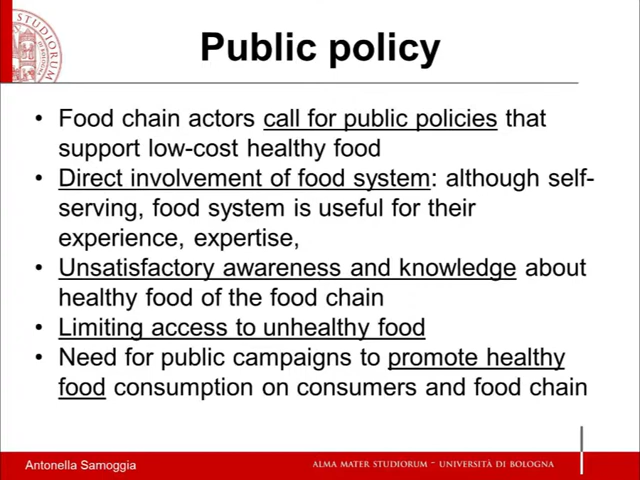 Public policy
• Food chain actors call for public policies that
support low-cost healthy food
• Direct involvement of food system: although self-
serving, food system is useful for their
experience, expertise,
• Unsatisfactory awareness and knowledge about
healthy food of the food chain
• Limiting access to unhealthy food
• Need for public campaigns to promote healthy
food consumption on consumers and food chain
Antonella Samoggia
ALMA MATER STUDIORUM - UNIVERSITÀ DI BOLOGNA